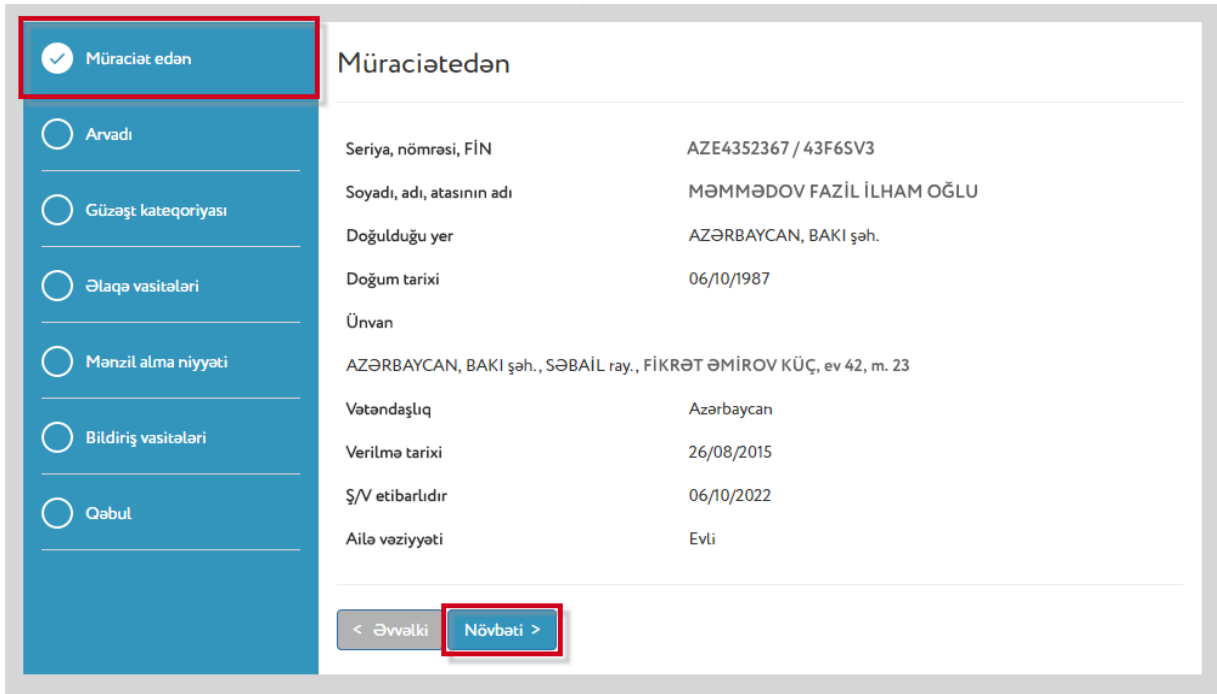 Müraciət edən
Arvadı
Güzəşt kateqoriyası
Əlaqə vasitələri
Mənzil alma niyyəti
Bildiriş vasitələri
Qəbul
Müraciətedən
Seriya, nömrəsi, FİN AZE4352367 / 43F6SV3
Soyadı, adı, atasının adı MƏMMƏDOV FAZİL İLHAM OĞLU
Doğulduğu yer AZƏRBAYCAN, BAKI şəh.
Doğum tarixi 06/10/1987
Ünvan
AZƏRBAYCAN, BAKI şəh., SƏBAİL ray., FİKRƏT ƏMİROV KÜÇ, ev 42, m. 23
Vətəndaşlıq Azərbaycan
Verilmə tarixi 26/08/2015
Ş/V etibarlıdır 06/10/2022
Ailə vəziyyəti Evli
< Əvvəlki Növbəti >